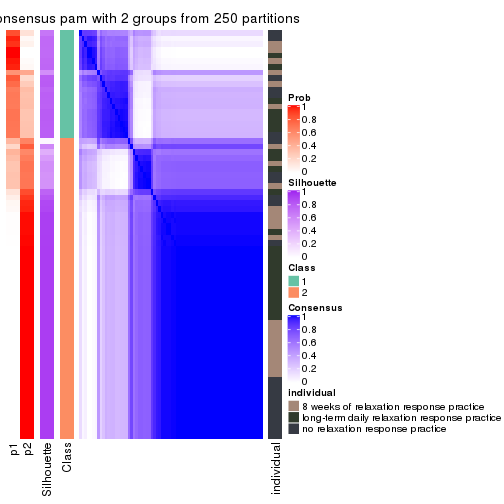 onsensus pam with 2 groups from 250 partitions
Prob
1
0.8
0.6
0.4
0.2
0
Silhouette
1
0.8
0.6
0.4
0.2
0
Class
1
2
Consensus
1
0.8
0.6
0.4
0.2
0
individual
8 weeks of relaxation response practice
long-term daily relaxation response practice
no relaxation response practice
p1
p2
Silhouette
Class
individual